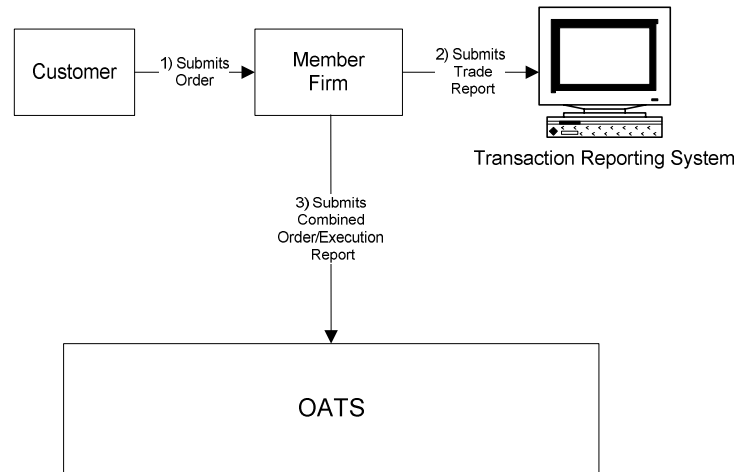 Customer
1) Submits
Order
Member
Firm
2) Submits
Trade
Report
Transaction Reporting System
3) Submits
Combined
Order/Execution
Report
OATS